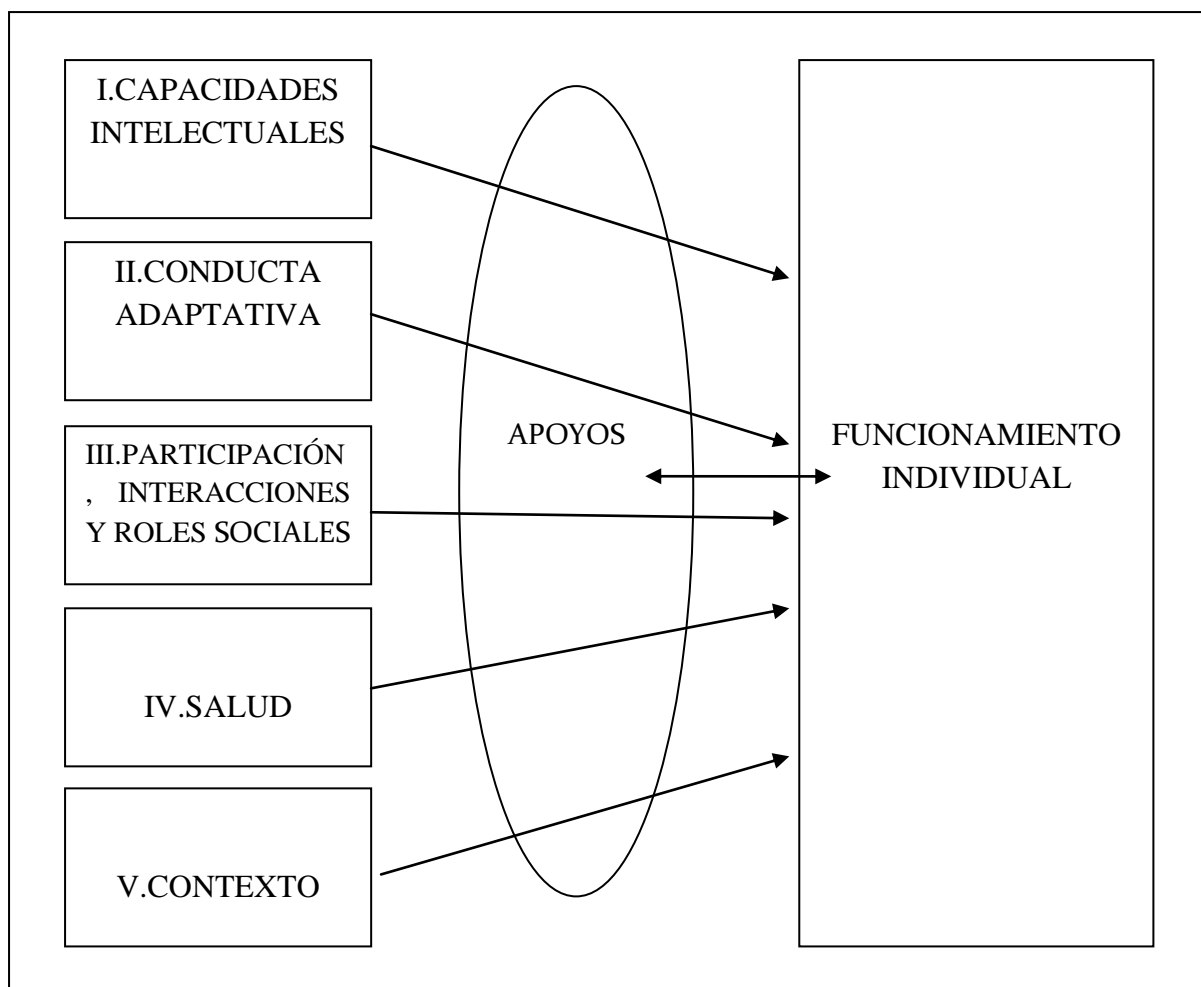 I.CAPACIDADES
INTELECTUALES
II.CONDUCTA
ADAPTATIVA
III.PARTICIPACIÓN
, INTERACCIONES
Y ROLES SOCIALES
IV.SALUD
V.CONTEXTO
APOYOS
FUNCIONAMIENTO
INDIVIDUAL